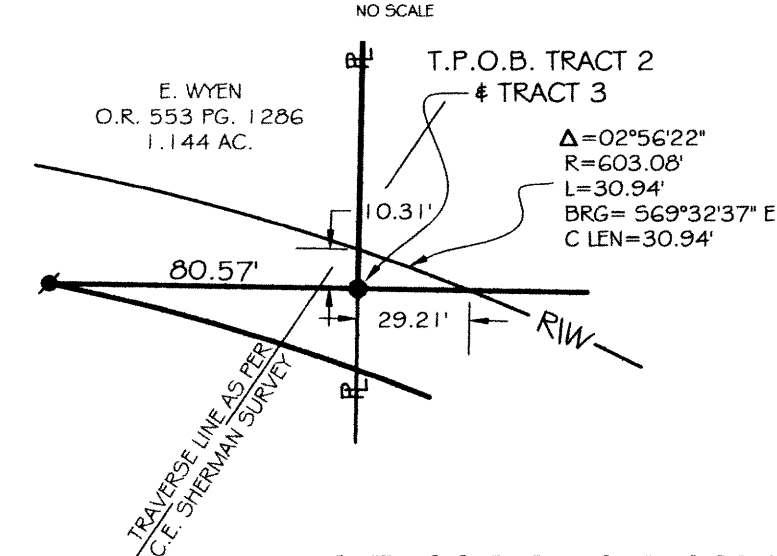 NO SCALE
T.P.O.B. TRACT 2
& TRACT 3
E. WYEN
O.R. 553 PG. 1286
1.144 AC.
Δ=02°56'22"
R=603.08'
L=30.94'
BRG= S69°32'37" E
C LEN=30.94'
PL
10.31'
80.57'
29.21'
R/W
PL
TRAVERSE LINE AS PER
C.E. SHERMAN SURVEY